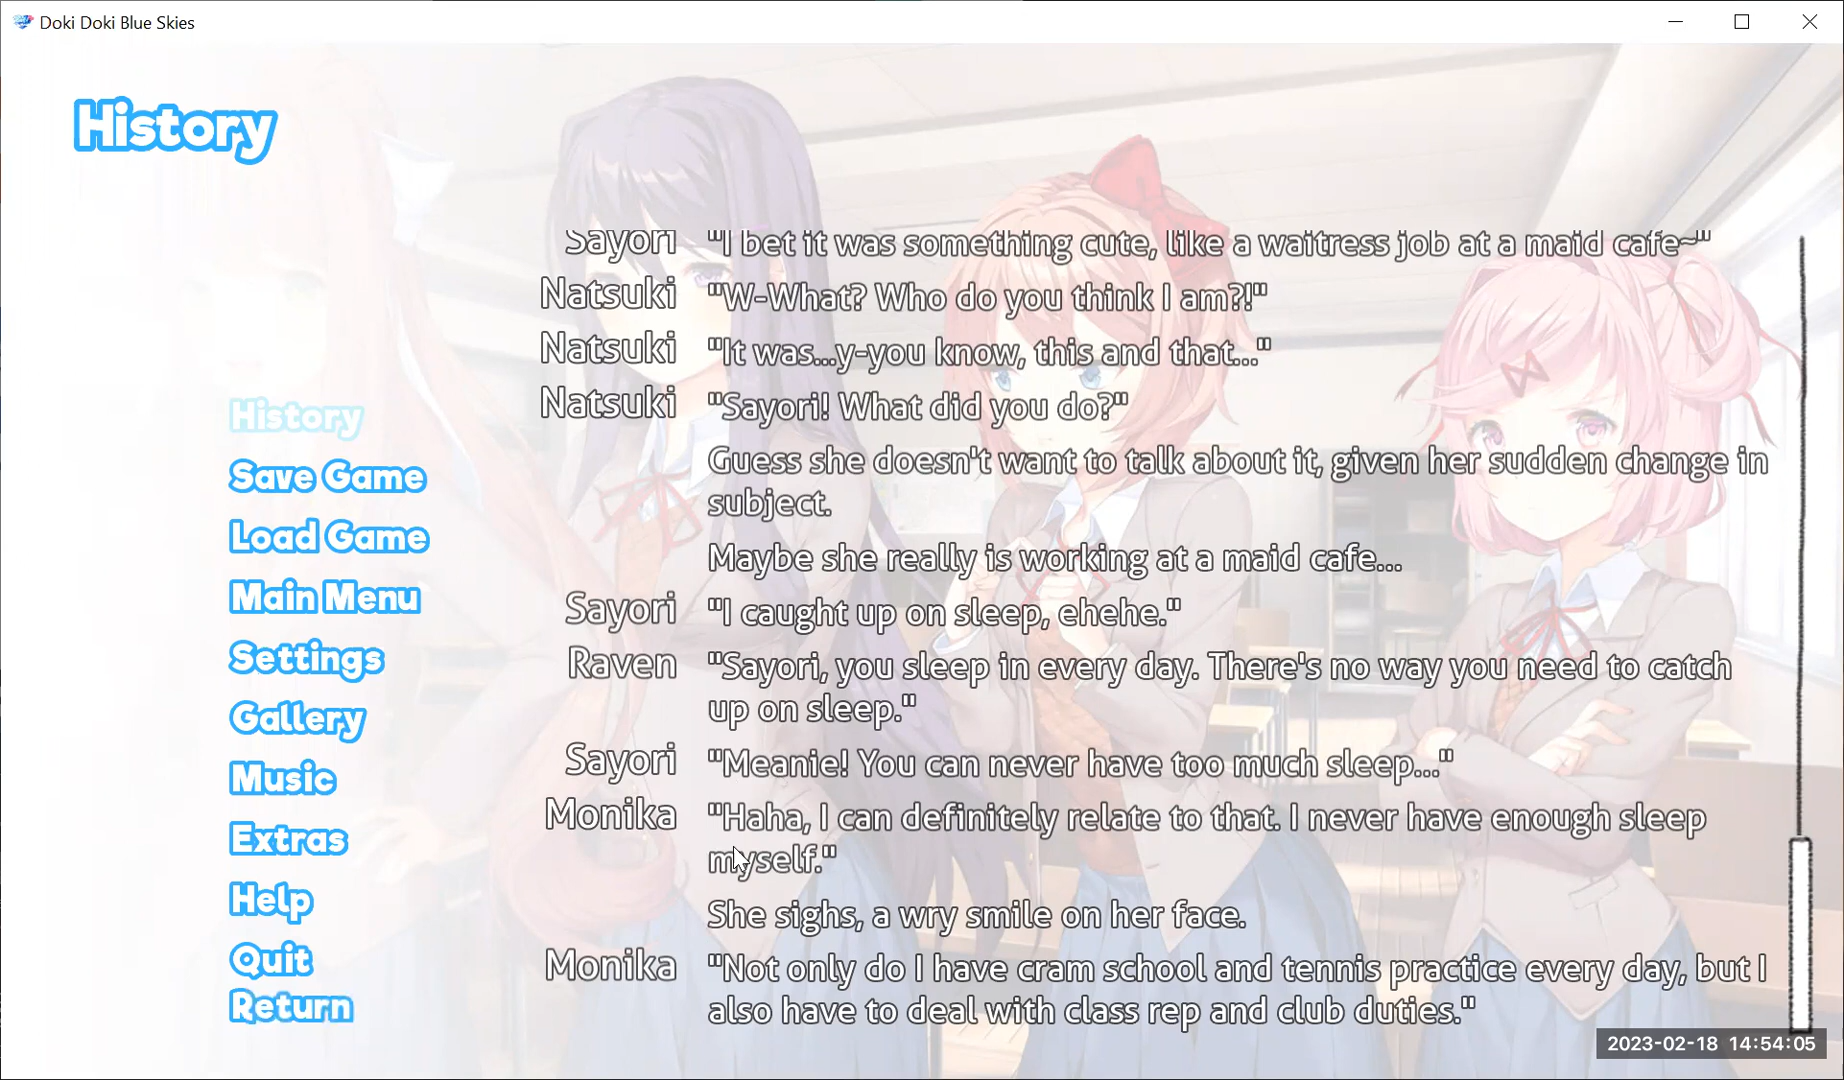 Doki Doki Blue Skies
History
Sayori "I bet it was something cute, like a waitress job at a maid cafe~"
Natsuki "W-What? Who do you think I am?!"
Natsuki "It was...y-you know, this and that..."
Natsuki "Sayori! What did you do?"
Guess she doesn't want to talk about it, given her sudden change in
subject.
Maybe she really is working at a maid cafe...
Sayori "I caught up on sleep, ehehe."
Raven "Sayori, you sleep in every day. There's no way you need to catch
up on sleep."
Sayori "Meanie! You can never have too much sleep..."
Monika "Haha, I can definitely relate to that. I never have enough sleep
myself."
She sighs, a wry smile on her face.
Monika "Not only do I have cram school and tennis practice every day, but I
also have to deal with class rep and club duties."
History
Save Game
Load Game
Main Menu
Settings
Gallery
Music
Extras
Help
Quit
Return
2023-02-18 14:54:05